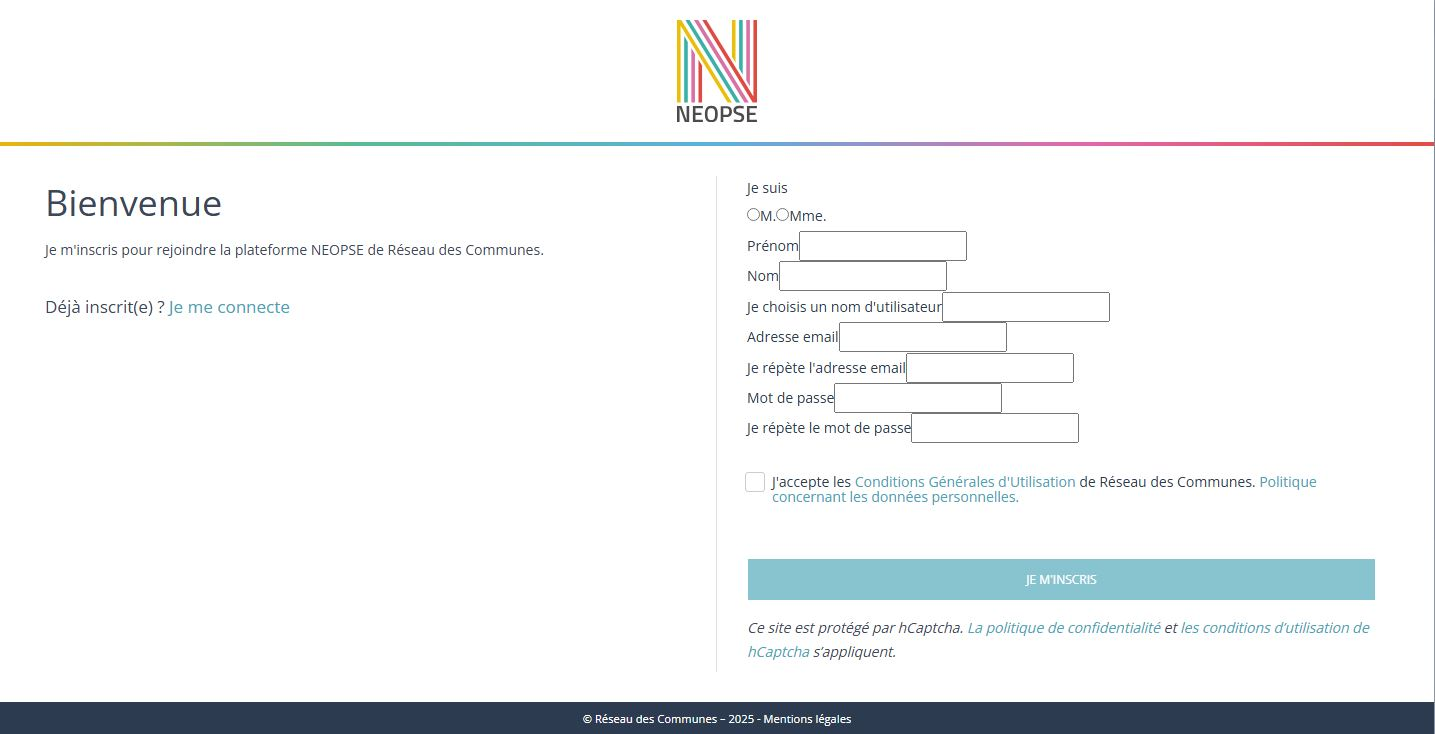 NEOPSE
Bienvenue
Je m'inscris pour rejoindre la plateforme NEOPSE de Réseau des Communes.
Déjà inscrit(e) ? Je me connecte
Je suis
M. Mme.
Prénom
Nom
Je choisis un nom d'utilisateur
Adresse email
Je répète l'adresse email
Mot de passe
Je répète le mot de passe
J'accepte les Conditions Générales d'Utilisation de Réseau des Communes. Politique
concernant les données personnelles.
JE M'INSCRIS
Ce site est protégé par hCaptcha. La politique de confidentialité et les conditions d’utilisation de
hCaptcha s’appliquent.
© Réseau des Communes – 2025 - Mentions légales